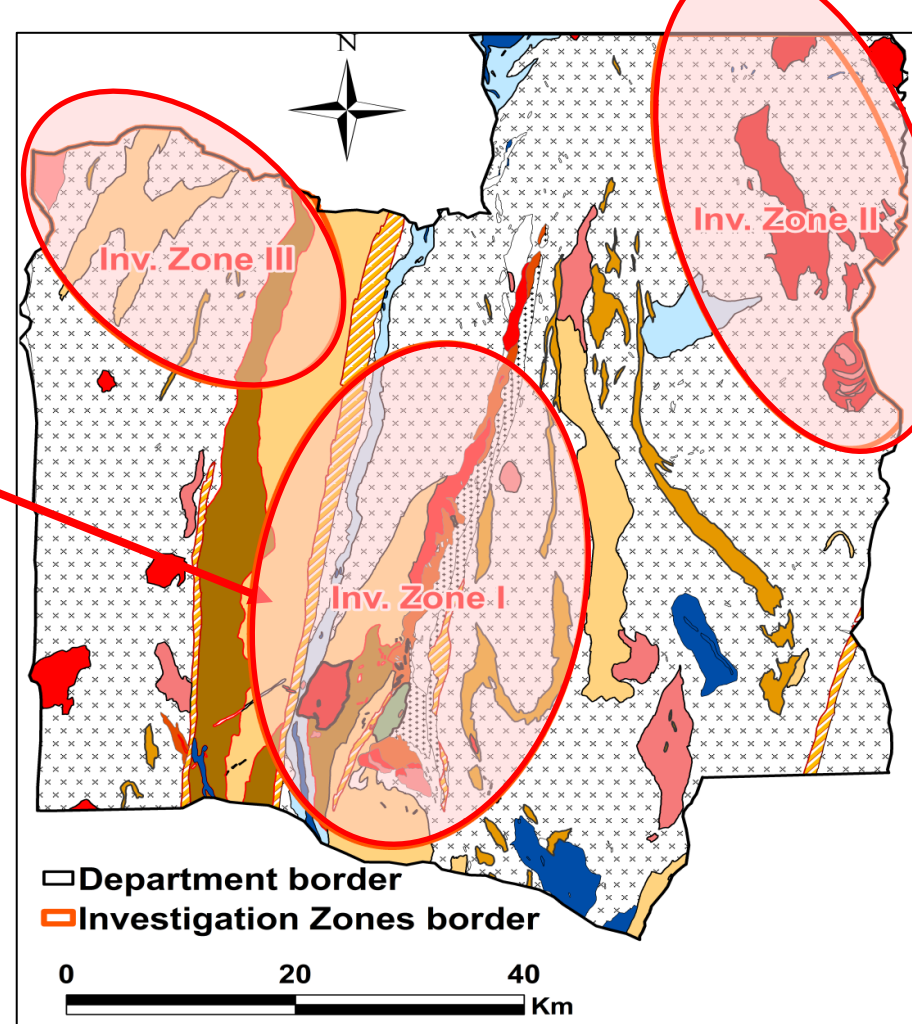 N
Inv. Zone II
Inv. Zone III
Inv. Zone I
Department border
Investigation Zones border
0 20 40
Km